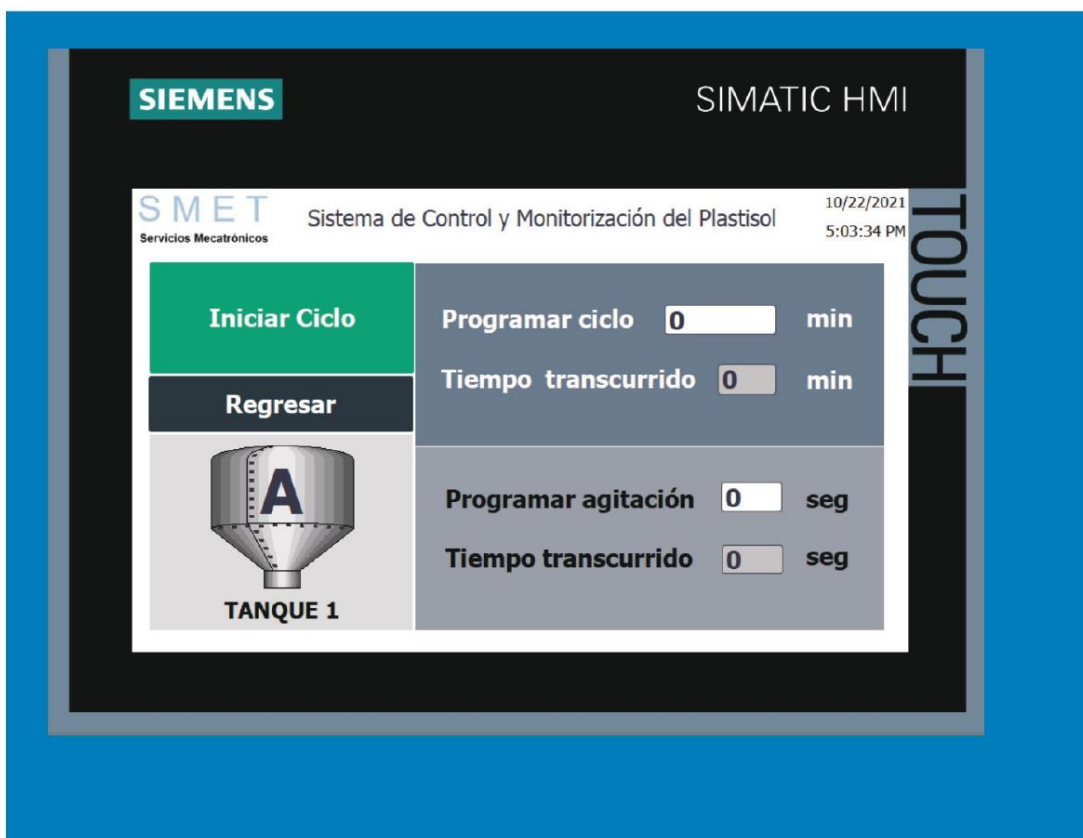 SIEMENS
SIMATIC HMI
TOUCH
SMET
Servicios Mecatrónicos
Sistema de Control y Monitorización del Plastisol
10/22/2021
5:03:34 PM
Iniciar Ciclo
Regresar
A
TANQUE 1
Programar ciclo 0 min
Tiempo transcurrido 0 min
Programar agitación 0 seg
Tiempo transcurrido 0 seg